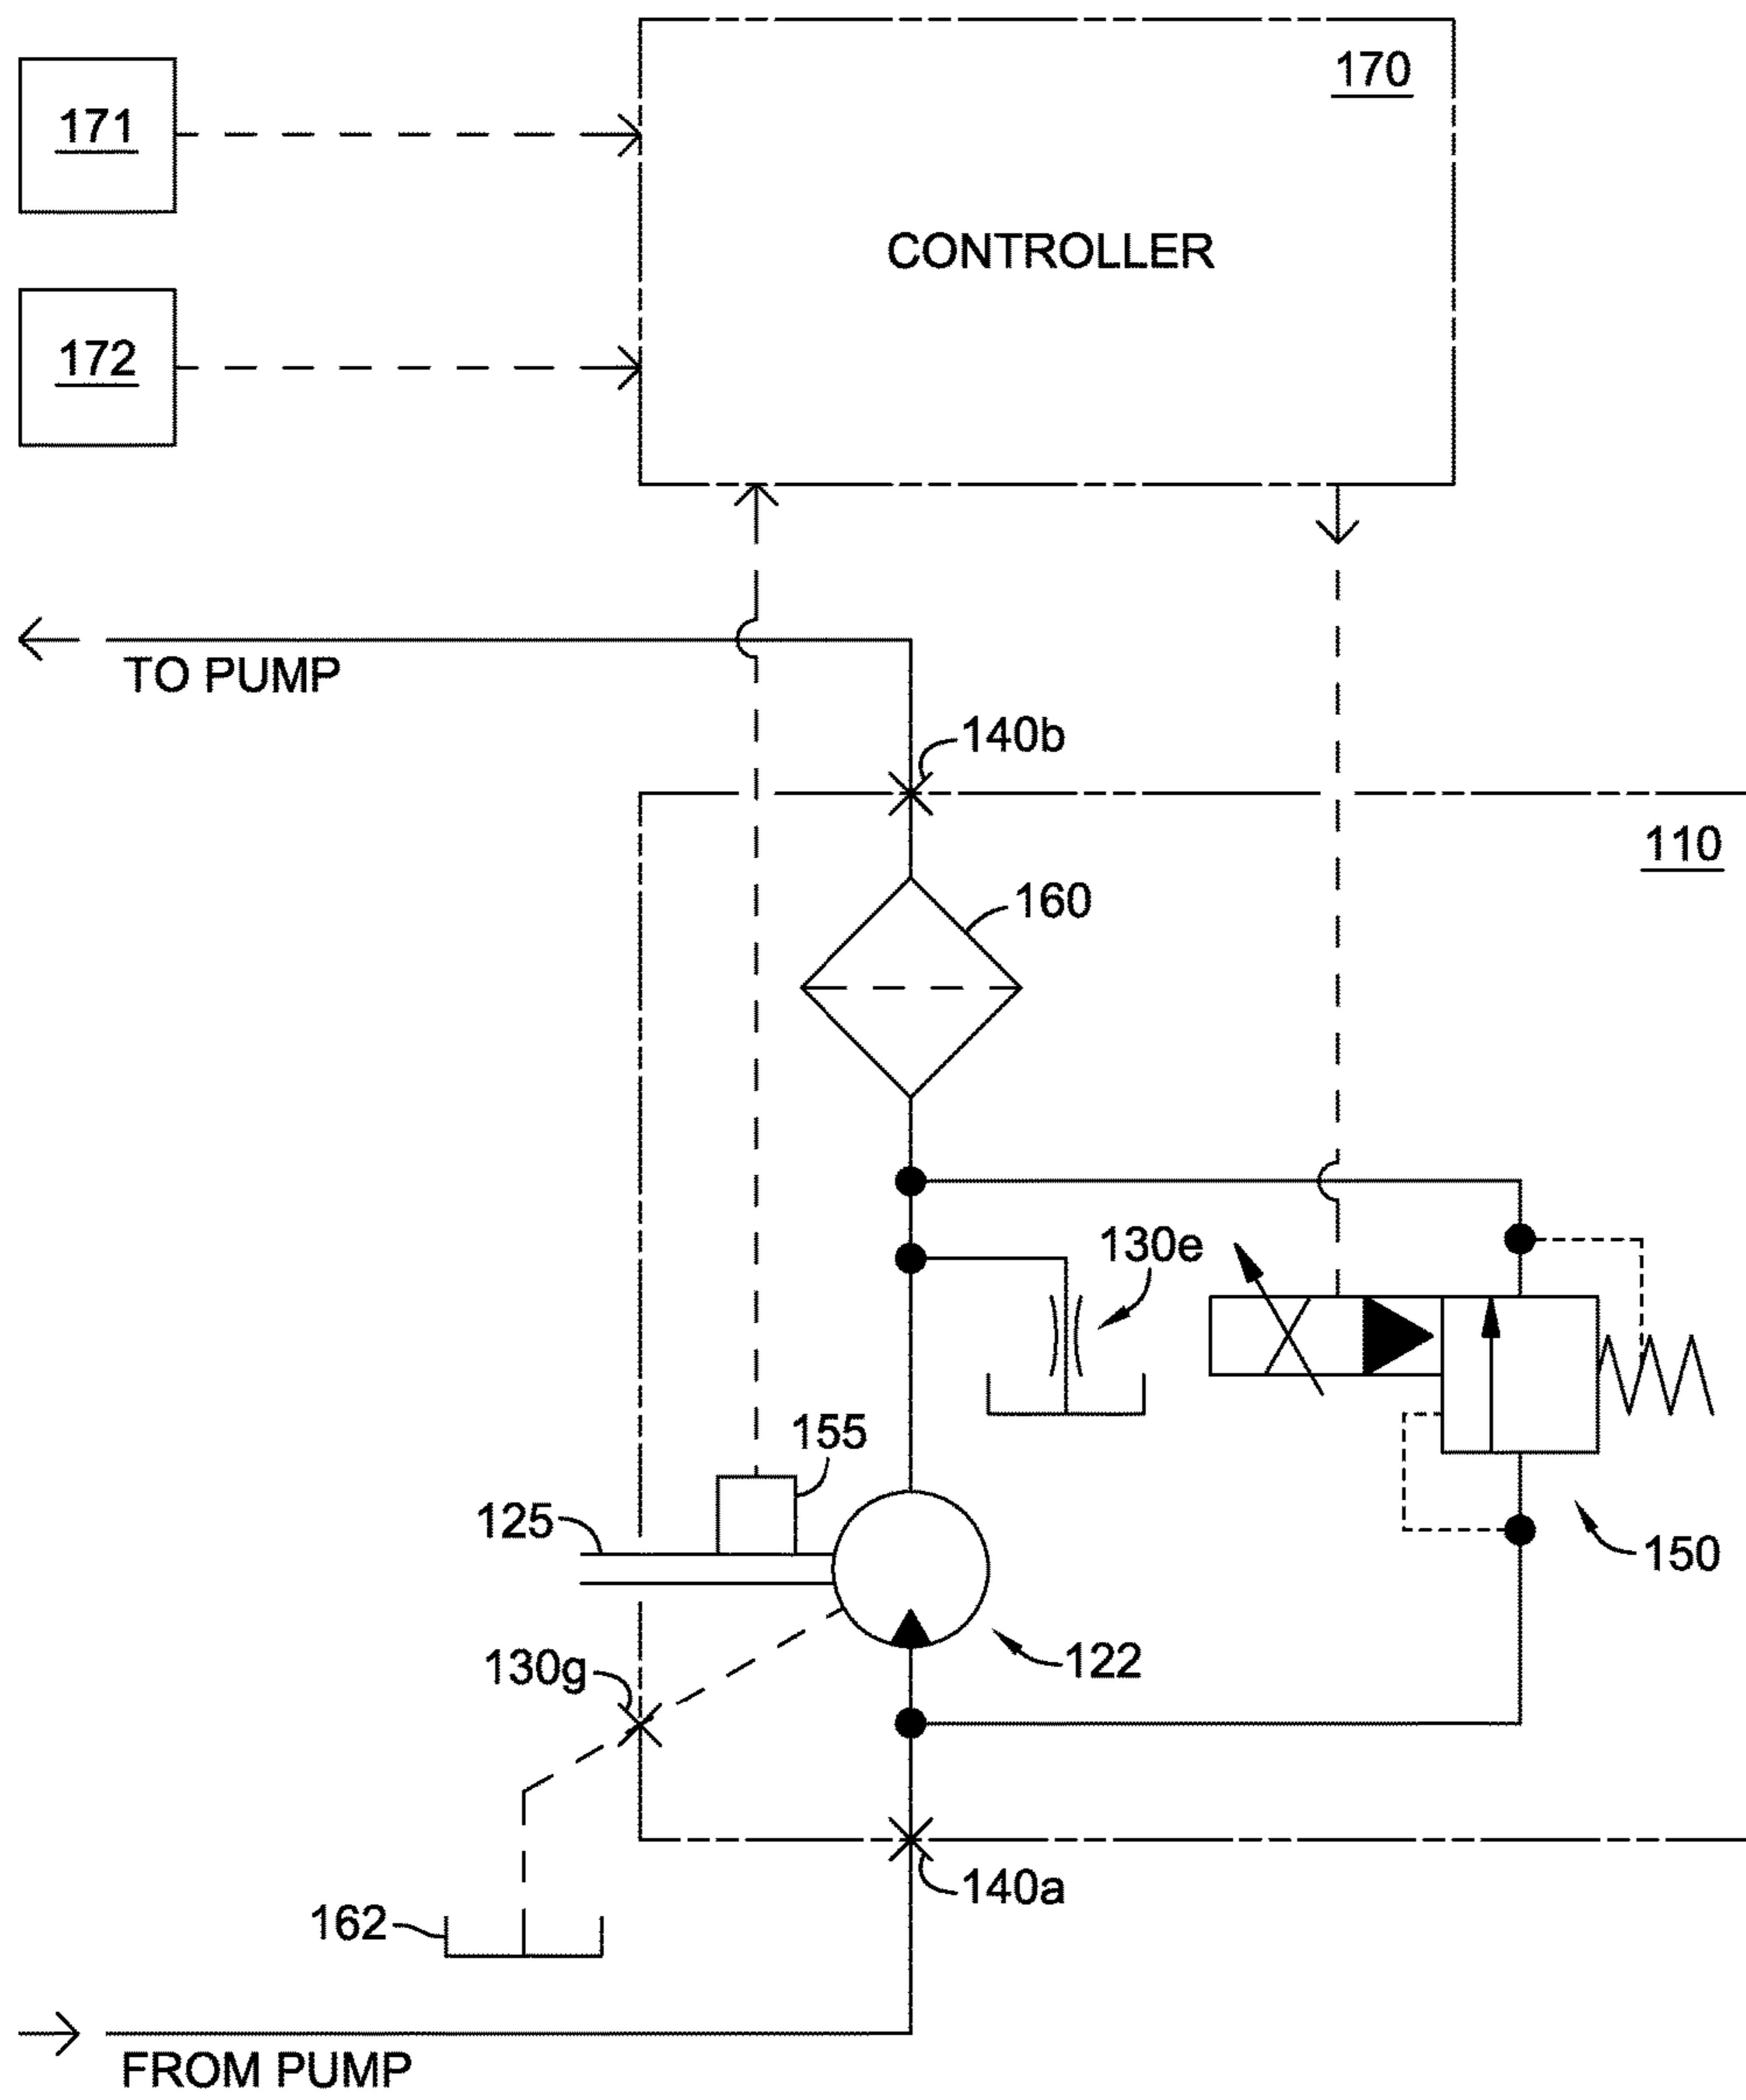 170
171
CONTROLLER
172
TO PUMP
140b
110
160
130e
155
125
150
130g
122
140a
162
FROM PUMP